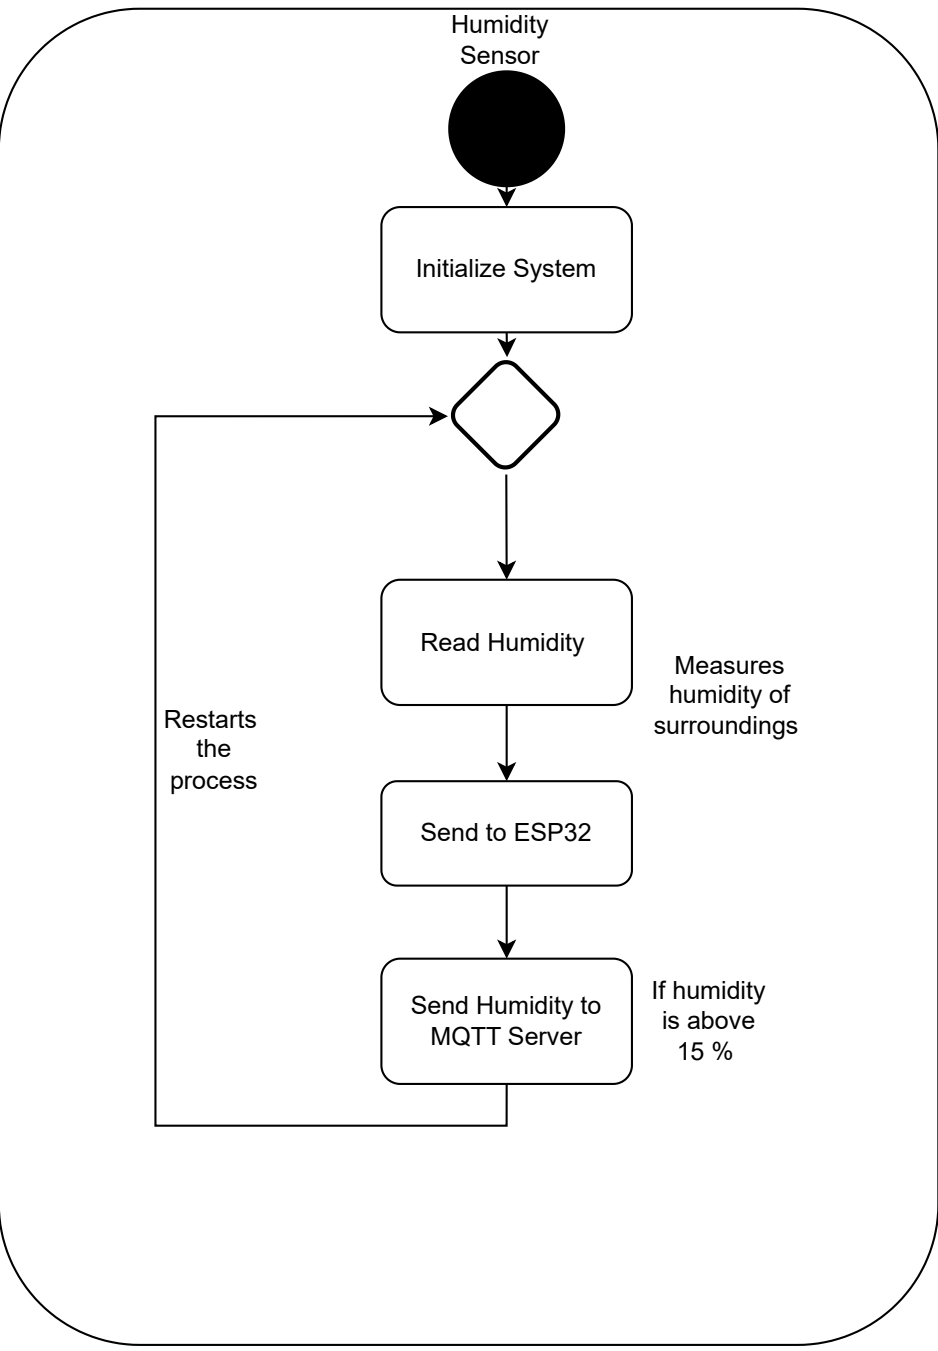 Humidity
Sensor
Initialize System
Read Humidity
Measures
humidity of
surroundings
Restarts
the
process
Send to ESP32
Send Humidity to
MQTT Server
If humidity
is above
15 %